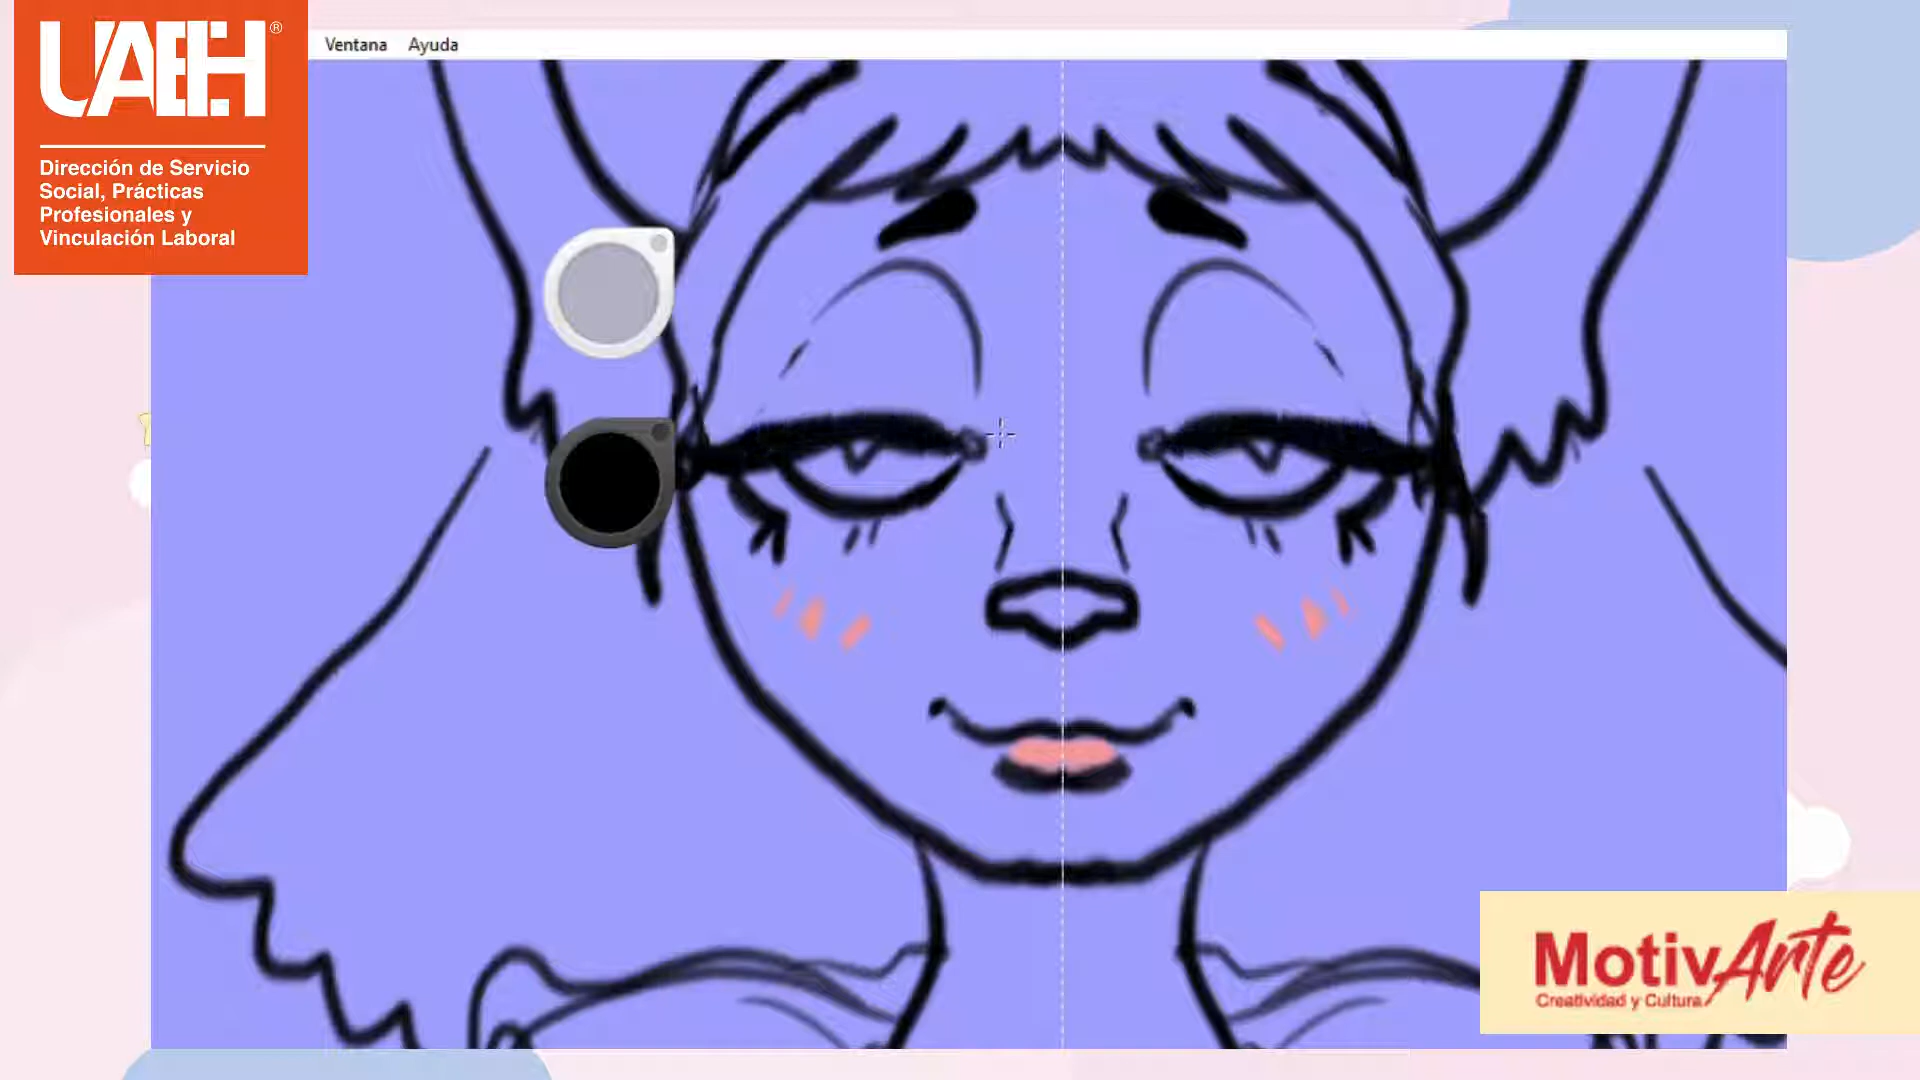 UAEH®
Dirección de Servicio
Social, Prácticas
Profesionales y
Vinculación Laboral
Ventana Ayuda
MotivArte
Creatividad y Cultura